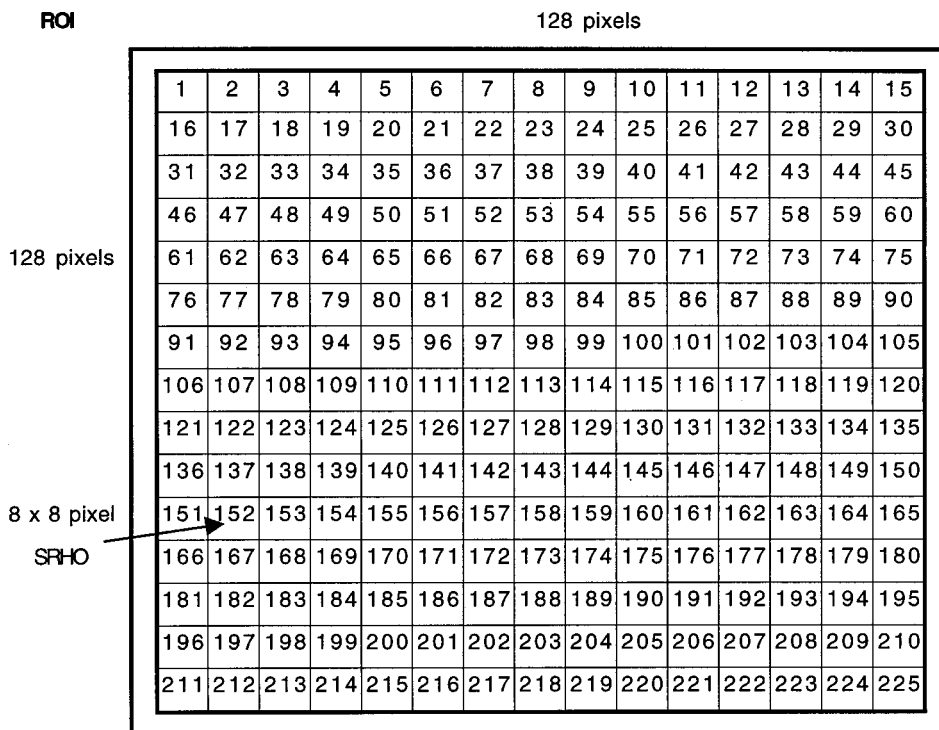 ROI 128 pixels
1 2 3 4 5 6 7 8 9 10 11 12 13 14 15
16 17 18 19 20 21 22 23 24 25 26 27 28 29 30
31 32 33 34 35 36 37 38 39 40 41 42 43 44 45
46 47 48 49 50 51 52 53 54 55 56 57 58 59 60
128 pixels 61 62 63 64 65 66 67 68 69 70 71 72 73 74 75
76 77 78 79 80 81 82 83 84 85 86 87 88 89 90
91 92 93 94 95 96 97 98 99 100 101 102 103 104 105
106 107 108 109 110 111 112 113 114 115 116 117 118 119 120
121 122 123 124 125 126 127 128 129 130 131 132 133 134 135
136 137 138 139 140 141 142 143 144 145 146 147 148 149 150
8 x 8 pixel 151 152 153 154 155 156 157 158 159 160 161 162 163 164 165
SRHO 166 167 168 169 170 171 172 173 174 175 176 177 178 179 180
181 182 183 184 185 186 187 188 189 190 191 192 193 194 195
196 197 198 199 200 201 202 203 204 205 206 207 208 209 210
211 212 213 214 215 216 217 218 219 220 221 222 223 224 225